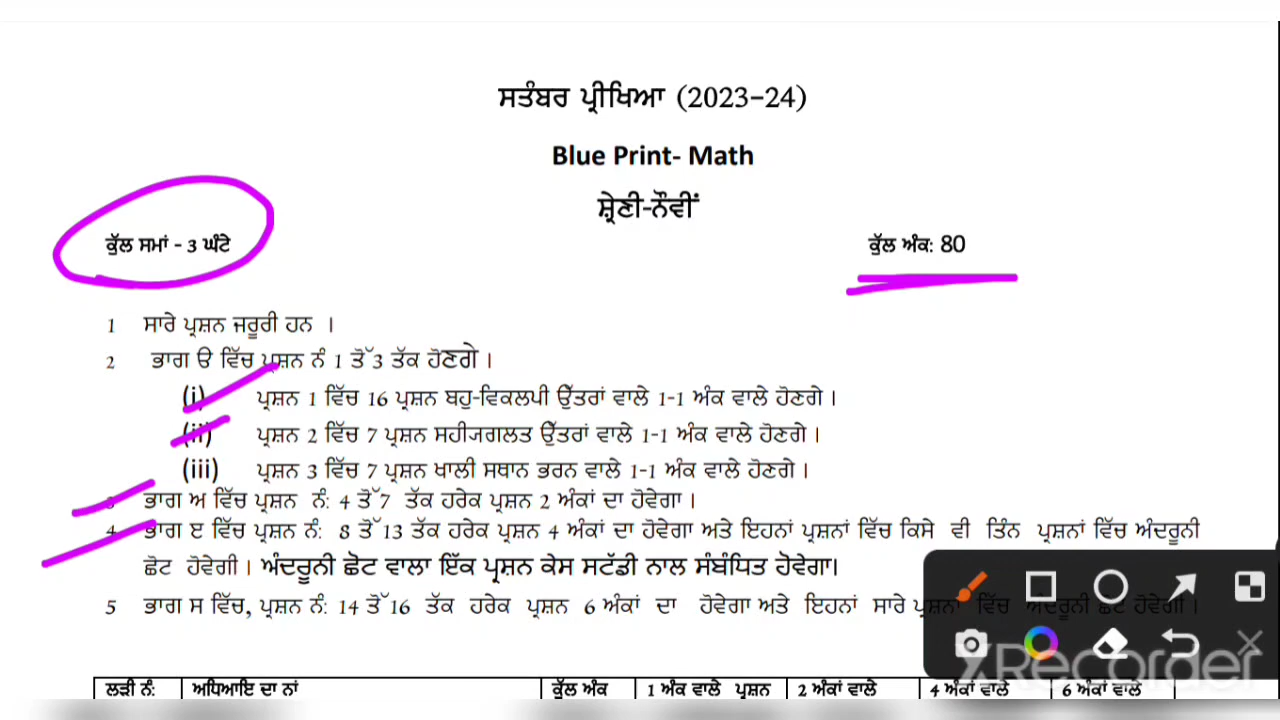 ਸਤੰਬਰ ਪ੍ਰੀਖਿਆ (2023-24)
Blue Print- Math
ਸ਼੍ਰੇਣੀ-ਨੌਵੀਂ
ਕੁੱਲ ਸਮਾਂ - 3 ਘੰਟੇ ਕੁੱਲ ਅੰਕ: 80
1 ਸਾਰੇ ਪ੍ਰਸ਼ਨ ਜਰੂਰੀ ਹਨ ।
2 ਭਾਗ ੳ ਵਿੱਚ ਪ੍ਰਸ਼ਨ ਨੰ 1 ਤੋਂ 3 ਤੱਕ ਹੋਣਗੇ ।
(i) ਪ੍ਰਸ਼ਨ 1 ਵਿੱਚ 16 ਪ੍ਰਸ਼ਨ ਬਹੁ-ਵਿਕਲਪੀ ਉੱਤਰਾਂ ਵਾਲੇ 1-1 ਅੰਕ ਵਾਲੇ ਹੋਣਗੇ ।
(ii) ਪ੍ਰਸ਼ਨ 2 ਵਿੱਚ 7 ਪ੍ਰਸ਼ਨ ਸਹੀ/ਗਲਤ ਉੱਤਰਾਂ ਵਾਲੇ 1-1 ਅੰਕ ਵਾਲੇ ਹੋਣਗੇ ।
(iii) ਪ੍ਰਸ਼ਨ 3 ਵਿੱਚ 7 ਪ੍ਰਸ਼ਨ ਖਾਲੀ ਸਥਾਨ ਭਰਨ ਵਾਲੇ 1-1 ਅੰਕ ਵਾਲੇ ਹੋਣਗੇ ।
3 ਭਾਗ ਅ ਵਿੱਚ ਪ੍ਰਸ਼ਨ ਨੰ: 4 ਤੋਂ 7 ਤੱਕ ਹਰੇਕ ਪ੍ਰਸ਼ਨ 2 ਅੰਕਾਂ ਦਾ ਹੋਵੇਗਾ ।
4 ਭਾਗ ੲ ਵਿੱਚ ਪ੍ਰਸ਼ਨ ਨੰ: 8 ਤੋਂ 13 ਤੱਕ ਹਰੇਕ ਪ੍ਰਸ਼ਨ 4 ਅੰਕਾਂ ਦਾ ਹੋਵੇਗਾ ਅਤੇ ਇਹਨਾਂ ਪ੍ਰਸ਼ਨਾਂ ਵਿੱਚ ਕਿਸੇ ਵੀ ਤਿੰਨ ਪ੍ਰਸ਼ਨਾਂ ਵਿੱਚ ਅੰਦਰੂਨੀ
ਛੋਟ ਹੋਵੇਗੀ । ਅੰਦਰੂਨੀ ਛੋਟ ਵਾਲਾ ਇੱਕ ਪ੍ਰਸ਼ਨ ਕੇਸ ਸਟੱਡੀ ਨਾਲ ਸੰਬੰਧਿਤ ਹੋਵੇਗਾ।
5 ਭਾਗ ਸ ਵਿੱਚ, ਪ੍ਰਸ਼ਨ ਨੰ: 14 ਤੋਂ 16 ਤੱਕ ਹਰੇਕ ਪ੍ਰਸ਼ਨ 6 ਅੰਕਾਂ ਦਾ ਹੋਵੇਗਾ ਅਤੇ ਇਹਨਾਂ ਸਾਰੇ ਪ੍ਰਸ਼ਨਾਂ ਵਿੱਚ ਅੰਦਰੂਨੀ ਛੋਟ ਹੋਵੇਗੀ ।
XRecorder
ਲੜੀ ਨੰ: ਅਧਿਆਇ ਦਾ ਨਾਂ ਕੁੱਲ ਅੰਕ 1 ਅੰਕ ਵਾਲੇ ਪ੍ਰਸ਼ਨ 2 ਅੰਕਾਂ ਵਾਲੇ 4 ਅੰਕਾਂ ਵਾਲੇ 6 ਅੰਕਾਂ ਵਾਲੇ